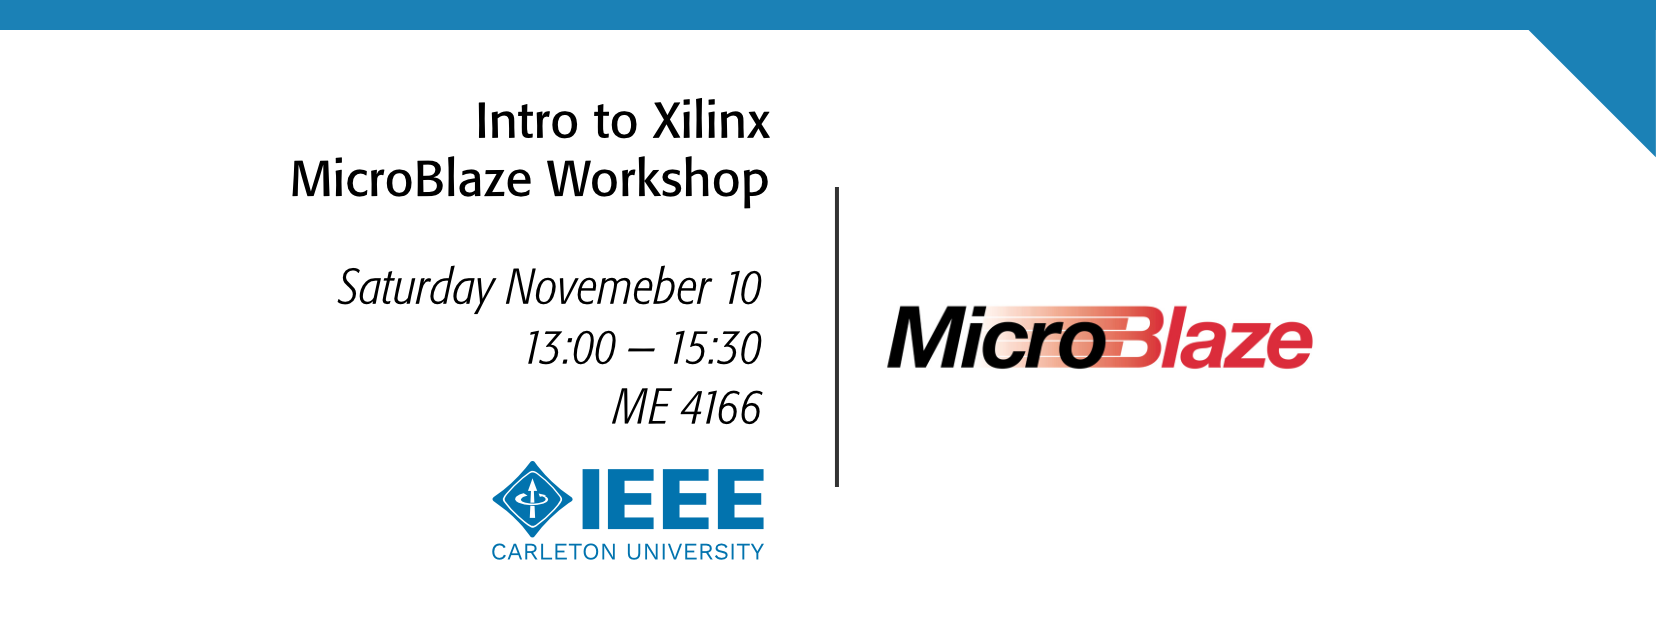 Intro to Xilinx
MicroBlaze Workshop
Saturday Novemeber 10
13:00 – 15:30
ME 4166
IEEE
CARLETON UNIVERSITY
MicroBlaze